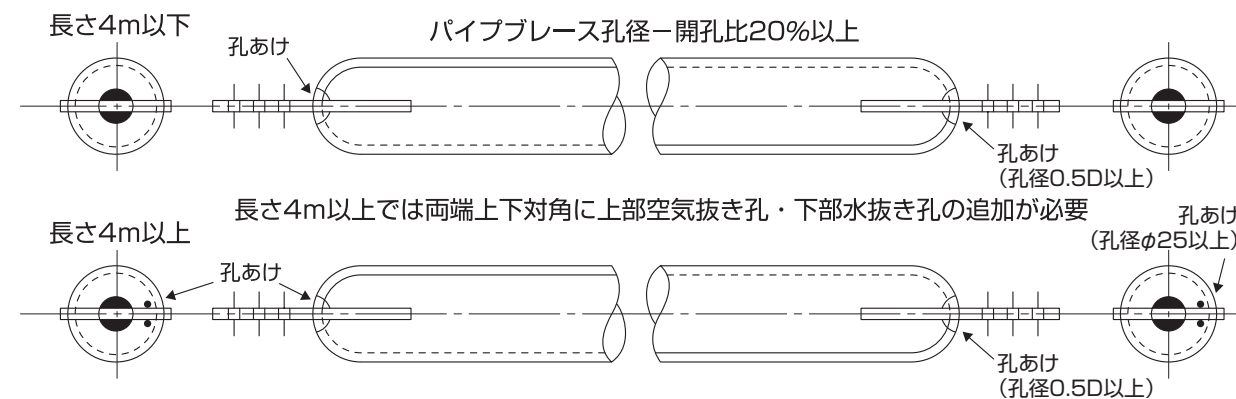 長さ4m以下
パイプブレース孔径－開孔比20%以上
孔あけ
孔あけ
（孔径0.5D以上）
長さ4m以上では両端上下対角に上部空気抜き孔・下部水抜き孔の追加が必要
長さ4m以上
孔あけ
（孔径φ25以上）
孔あけ
孔あけ
（孔径0.5D以上）